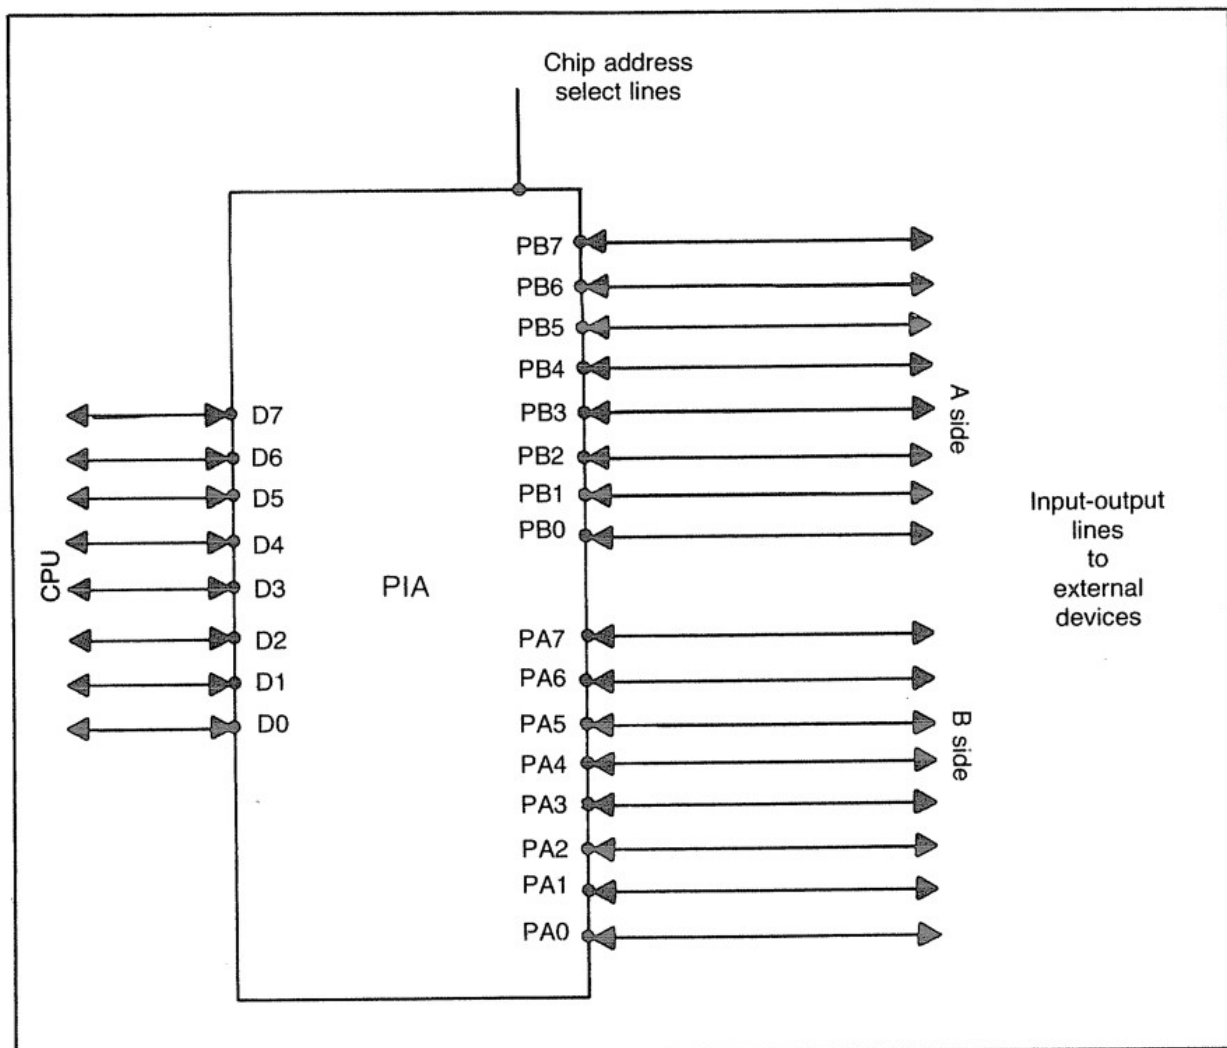 Chip address
select lines
PB7
PB6
PB5
PB4
PB3
PB2
PB1
PB0
A side
D7
D6
D5
D4
D3
D2
D1
D0
CPU
PIA
PA7
PA6
PA5
PA4
PA3
PA2
PA1
PA0
B side
Input-output
lines
to
external
devices